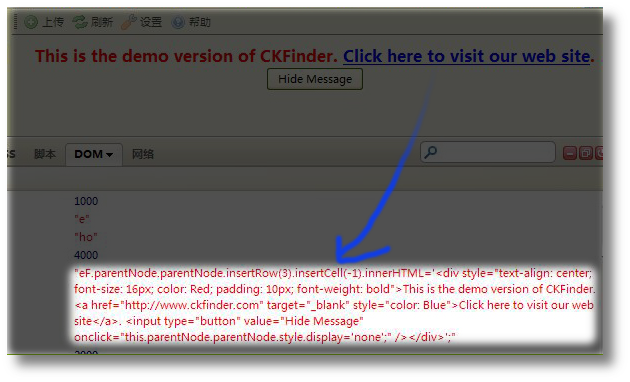 上传 刷新 设置 帮助
This is the demo version of CKFinder. Click here to visit our web site.
Hide Message
脚本 DOM 网络
1000
"e"
"ho"
4000
"eF.parentNode.parentNode.insertRow(3).insertCell(-1).innerHTML='<div style="text-align: center;
font-size: 16px; color: Red; padding: 10px; font-weight: bold">This is the demo version of CKFinder.
<a href="http://www.ckfinder.com" target="_blank" style="color: Blue">Click here to visit our web
site</a>. <input type="button" value="Hide Message"
onclick="this.parentNode.parentNode.style.display='none';" /></div>';"